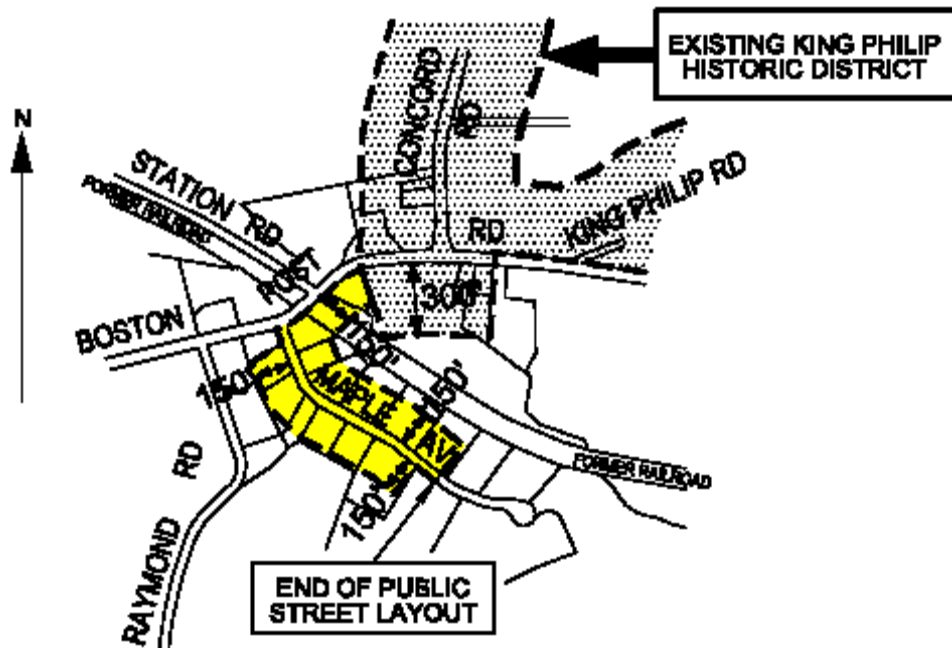 EXISTING KING PHILIP
HISTORIC DISTRICT
N
CONCORD
RD
STATION RD
FORMER RAILROAD
KING PHILIP RD
RD
POST
BOSTON
300'
100'
150'
150'
MAPLE AV
150'
FORMER RAILROAD
RD
RAYMOND
END OF PUBLIC
STREET LAYOUT